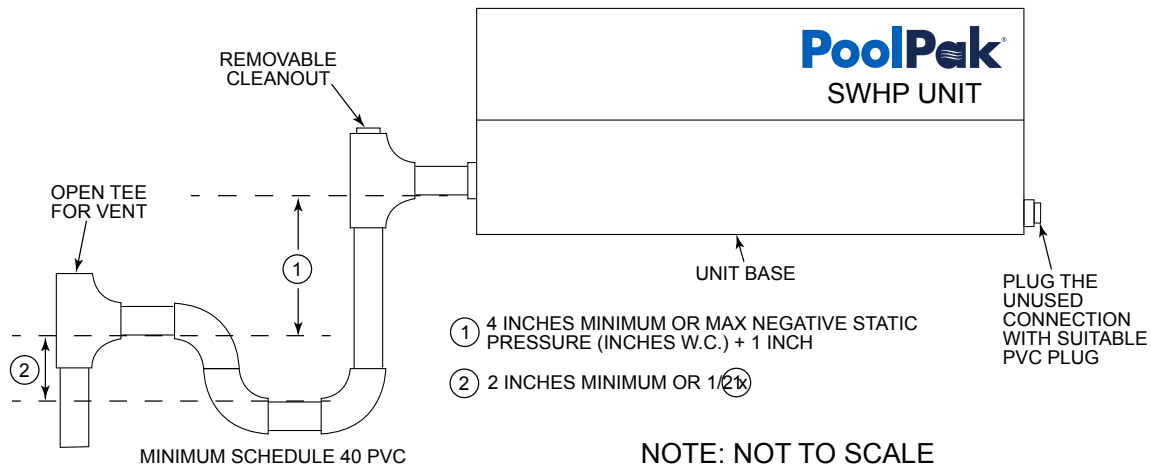 PoolPak®
SWHP UNIT
REMOVABLE
CLEANOUT
OPEN TEE
FOR VENT
1
2
UNIT BASE
PLUG THE
UNUSED
CONNECTION
WITH SUITABLE
PVC PLUG
1 4 INCHES MINIMUM OR MAX NEGATIVE STATIC
PRESSURE (INCHES W.C.) + 1 INCH
2 2 INCHES MINIMUM OR 1/2
MINIMUM SCHEDULE 40 PVC
NOTE: NOT TO SCALE